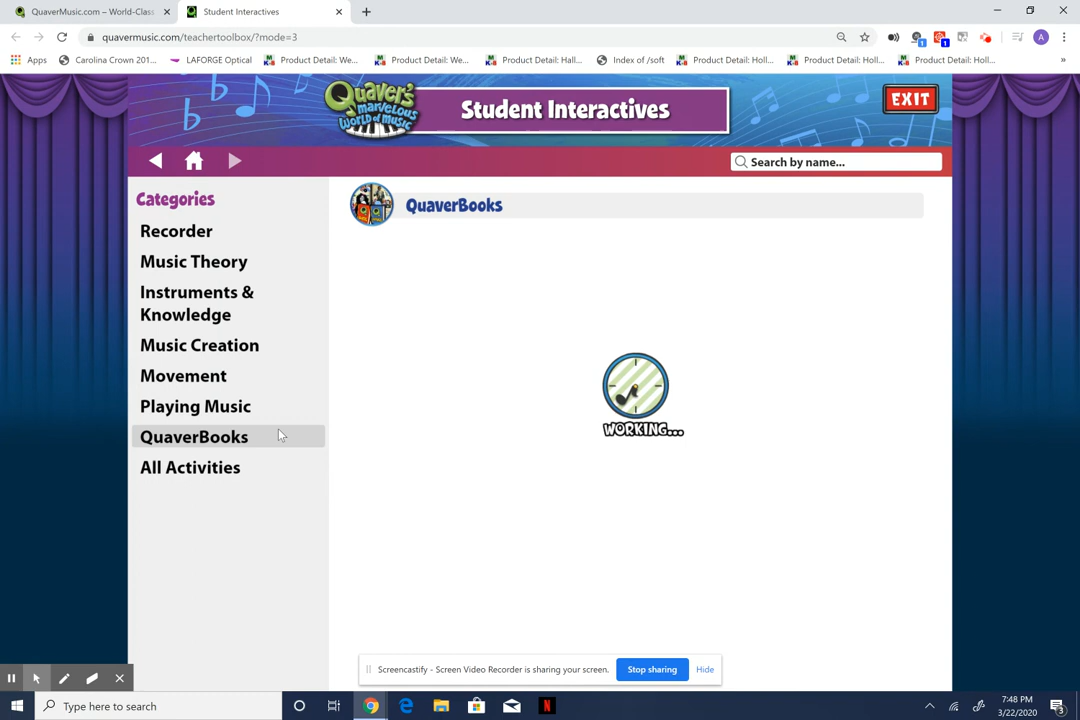 QuaverMusic.com – World-Class
Student Interactives
quavermusic.com/teachertoolbox/?mode=3
1
1
A
Apps
Carolina Crown 201...
LAFORGE Optical
Product Detail: We...
Product Detail: We...
Product Detail: Hall...
Index of /soft
Product Detail: Holl...
Product Detail: Holl...
Product Detail: Holl...
»
Quaver's
marvelous
World of Music
Student Interactives
EXIT
Search by name...
Categories
Recorder
Music Theory
Instruments &
Knowledge
Music Creation
Movement
Playing Music
QuaverBooks
All Activities
QuaverBooks
WORKING...
Screencastify - Screen Video Recorder is sharing your screen.
Stop sharing
Hide
Type here to search
N
7:48 PM
3/22/2020
3